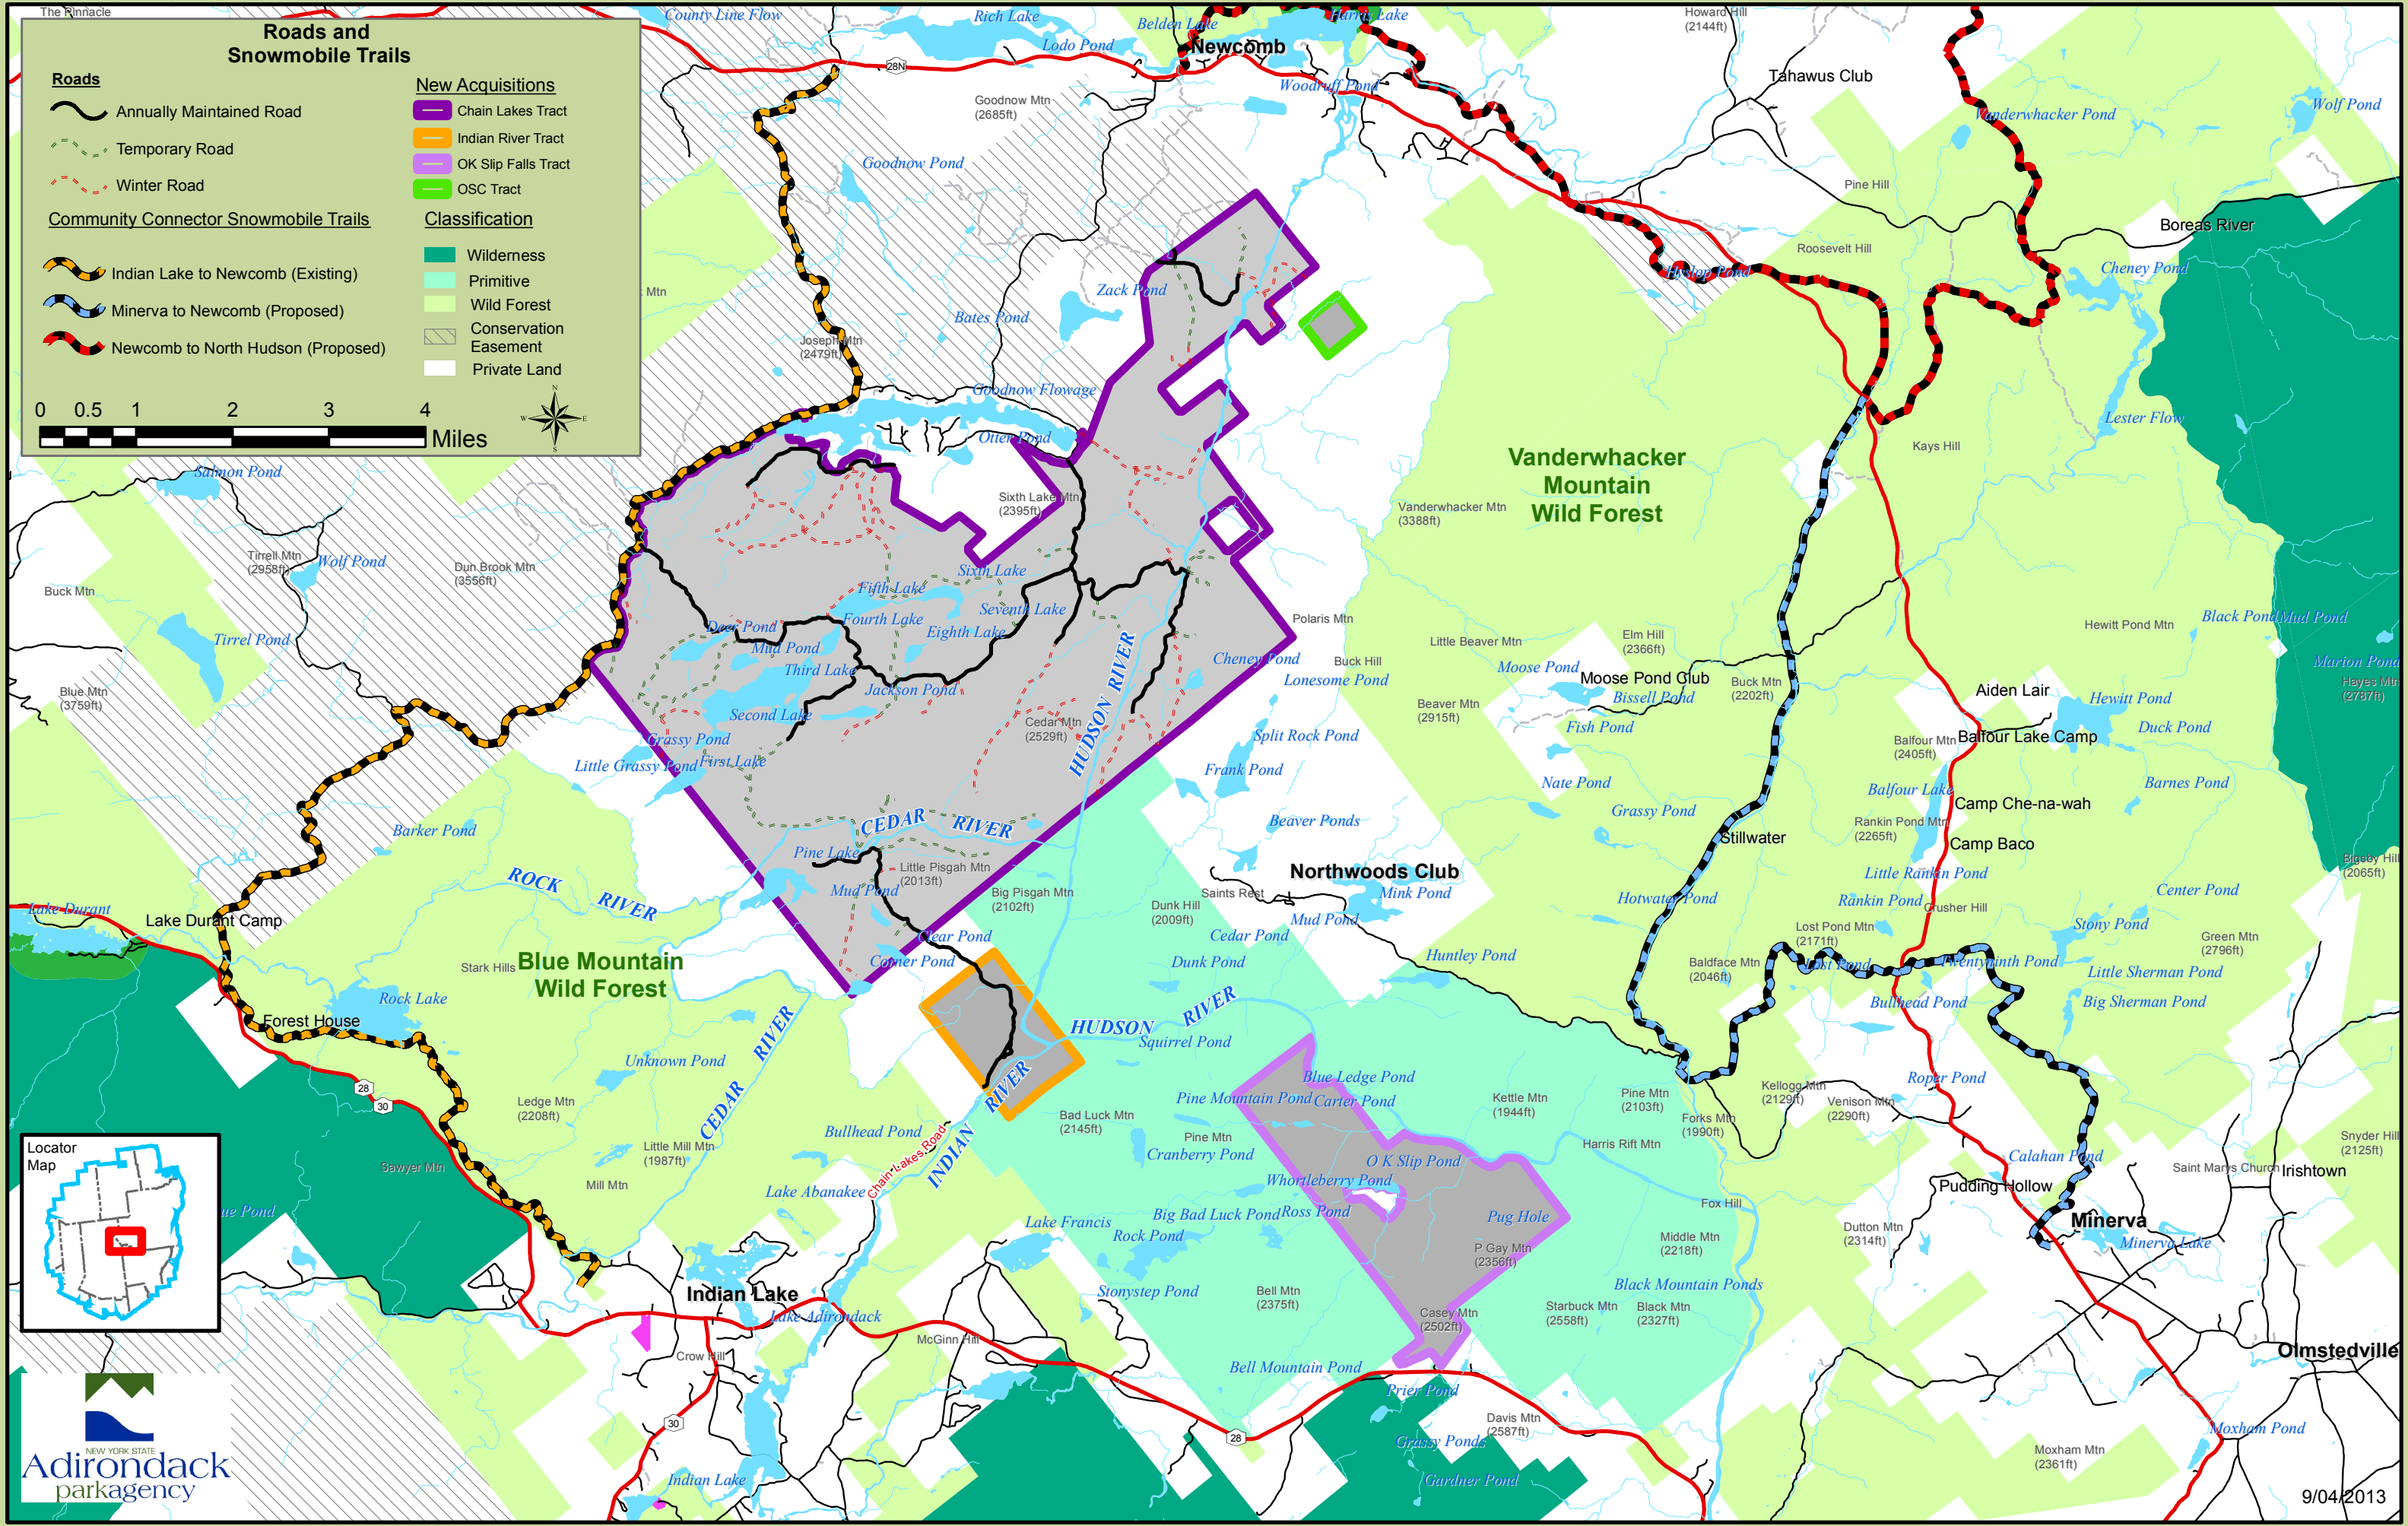 The Pinnacle
Roads and
Snowmobile Trails
Roads
Annually Maintained Road
Temporary Road
Winter Road
Community Connector Snowmobile Trails
Indian Lake to Newcomb (Existing)
Minerva to Newcomb (Proposed)
Newcomb to North Hudson (Proposed)
New Acquisitions
Chain Lakes Tract
Indian River Tract
OK Slip Falls Tract
OSC Tract
Classification
Wilderness
Primitive
Wild Forest
Conservation
Easement
Private Land
0 0.5 1 2 3 4
Miles
N
W E
S
County Line Flow
Rich Lake
Belden Lake
Harris Lake
Lodo Pond
Newcomb
28N
Woodruff Pond
Howard Hill
(2144ft)
Tahawus Club
Vanderwhacker Pond
Wolf Pond
Goodnow Mtn
(2685ft)
Goodnow Pond
Pine Hill
Boreas River
Roosevelt Hill
Hyslop Pond
Cheney Pond
Mtn
Zack Pond
Bates Pond
Joseph Mtn
(2479ft)
Goodnow Flowage
Otter Pond
Lester Flow
Kays Hill
Vanderwhacker
Mountain
Wild Forest
Vanderwhacker Mtn
(3388ft)
Salmon Pond
Sixth Lake Mtn
(2395ft)
Tirrell Mtn
(2958ft)
Wolf Pond
Dun Brook Mtn
(3556ft)
Buck Mtn
Sixth Lake
Fifth Lake
Seventh Lake
Fourth Lake
Eighth Lake
Deer Pond
Mud Pond
Third Lake
Jackson Pond
Second Lake
Tirrel Pond
Blue Mtn
(3759ft)
Grassy Pond
Little Grassy Pond
First Lake
Cedar Mtn
(2529ft)
HUDSON RIVER
Polaris Mtn
Cheney Pond
Buck Hill
Lonesome Pond
Little Beaver Mtn
Elm Hill
(2366ft)
Moose Pond
Moose Pond Club
Bissell Pond
Buck Mtn
(2202ft)
Beaver Mtn
(2915ft)
Fish Pond
Split Rock Pond
Frank Pond
Nate Pond
Grassy Pond
Beaver Ponds
Stillwater
Hewitt Pond Mtn
Black Pond
Mud Pond
Marion Pond
Hayes Mtn
(2787ft)
Aiden Lair
Hewitt Pond
Balfour Mtn
(2405ft)
Balfour Lake Camp
Duck Pond
Balfour Lake
Barnes Pond
Camp Che-na-wah
Rankin Pond Mtn
(2265ft)
Camp Baco
Bigsby Hill
(2065ft)
Little Rankin Pond
Center Pond
Rankin Pond
Crusher Hill
Stony Pond
Lost Pond Mtn
(2171ft)
Green Mtn
(2796ft)
Barker Pond
CEDAR RIVER
Pine Lake
Little Pisgah Mtn
(2013ft)
Mud Pond
Big Pisgah Mtn
(2102ft)
ROCK RIVER
Dunk Hill
(2009ft)
Saints Rest
Northwoods Club
Mink Pond
Mud Pond
Hotwater Pond
Lake Durant
Lake Durant Camp
Clear Pond
Corner Pond
Cedar Pond
Dunk Pond
Huntley Pond
Baldface Mtn
(2046ft)
Lost Pond
Twentyninth Pond
Little Sherman Pond
Bullhead Pond
Big Sherman Pond
Stark Hills
Blue Mountain
Wild Forest
Rock Lake
Forest House
HUDSON RIVER
Squirrel Pond
Unknown Pond
CEDAR RIVER
28
30
Ledge Mtn
(2208ft)
Little Mill Mtn
(1987ft)
Mill Mtn
Sawyer Mtn
INDIAN RIVER
Bullhead Pond
Chain Lakes Road
Lake Abanakee
Bad Luck Mtn
(2145ft)
Blue Ledge Pond
Pine Mountain Pond
Carter Pond
Pine Mtn
Cranberry Pond
O K Slip Pond
Whortleberry Pond
Big Bad Luck Pond
Ross Pond
Pug Hole
Kettle Mtn
(1944ft)
Pine Mtn
(2103ft)
Harris Rift Mtn
Forks Mtn
(1990ft)
Kellogg Mtn
(2129ft)
Venison Mtn
(2290ft)
Roper Pond
Calahan Pond
Pudding Hollow
Saint Marys Church
Irishtown
Snyder Hill
(2125ft)
Minerva
Minerva Lake
Dutton Mtn
(2314ft)
Fox Hill
Lake Francis
Rock Pond
Stonystep Pond
P Gay Mtn
(2356ft)
Middle Mtn
(2218ft)
Black Mountain Ponds
Bell Mtn
(2375ft)
Casey Mtn
(2502ft)
Starbuck Mtn
(2558ft)
Black Mtn
(2327ft)
Locator
Map
Indian Lake
Lake Adirondack
McGinn Hill
Crow Hill
30
Bell Mountain Pond
Prier Pond
28
Davis Mtn
(2587ft)
Grassy Ponds
Gardner Pond
Indian Lake
Olmstedville
Moxham Pond
Moxham Mtn
(2361ft)
NEW YORK STATE
Adirondack
parkagency
9/04/2013